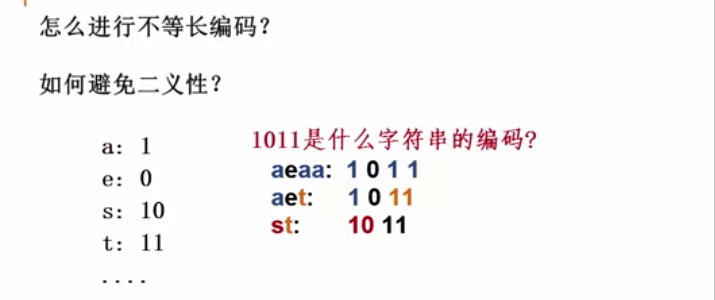 怎么进行不等长编码？
如何避免二义性？
1011是什么字符串的编码?
a: 1
aeaa: 1 0 1 1
e: 0
aet: 1 0 11
s: 10
st: 10 11
t: 11
....